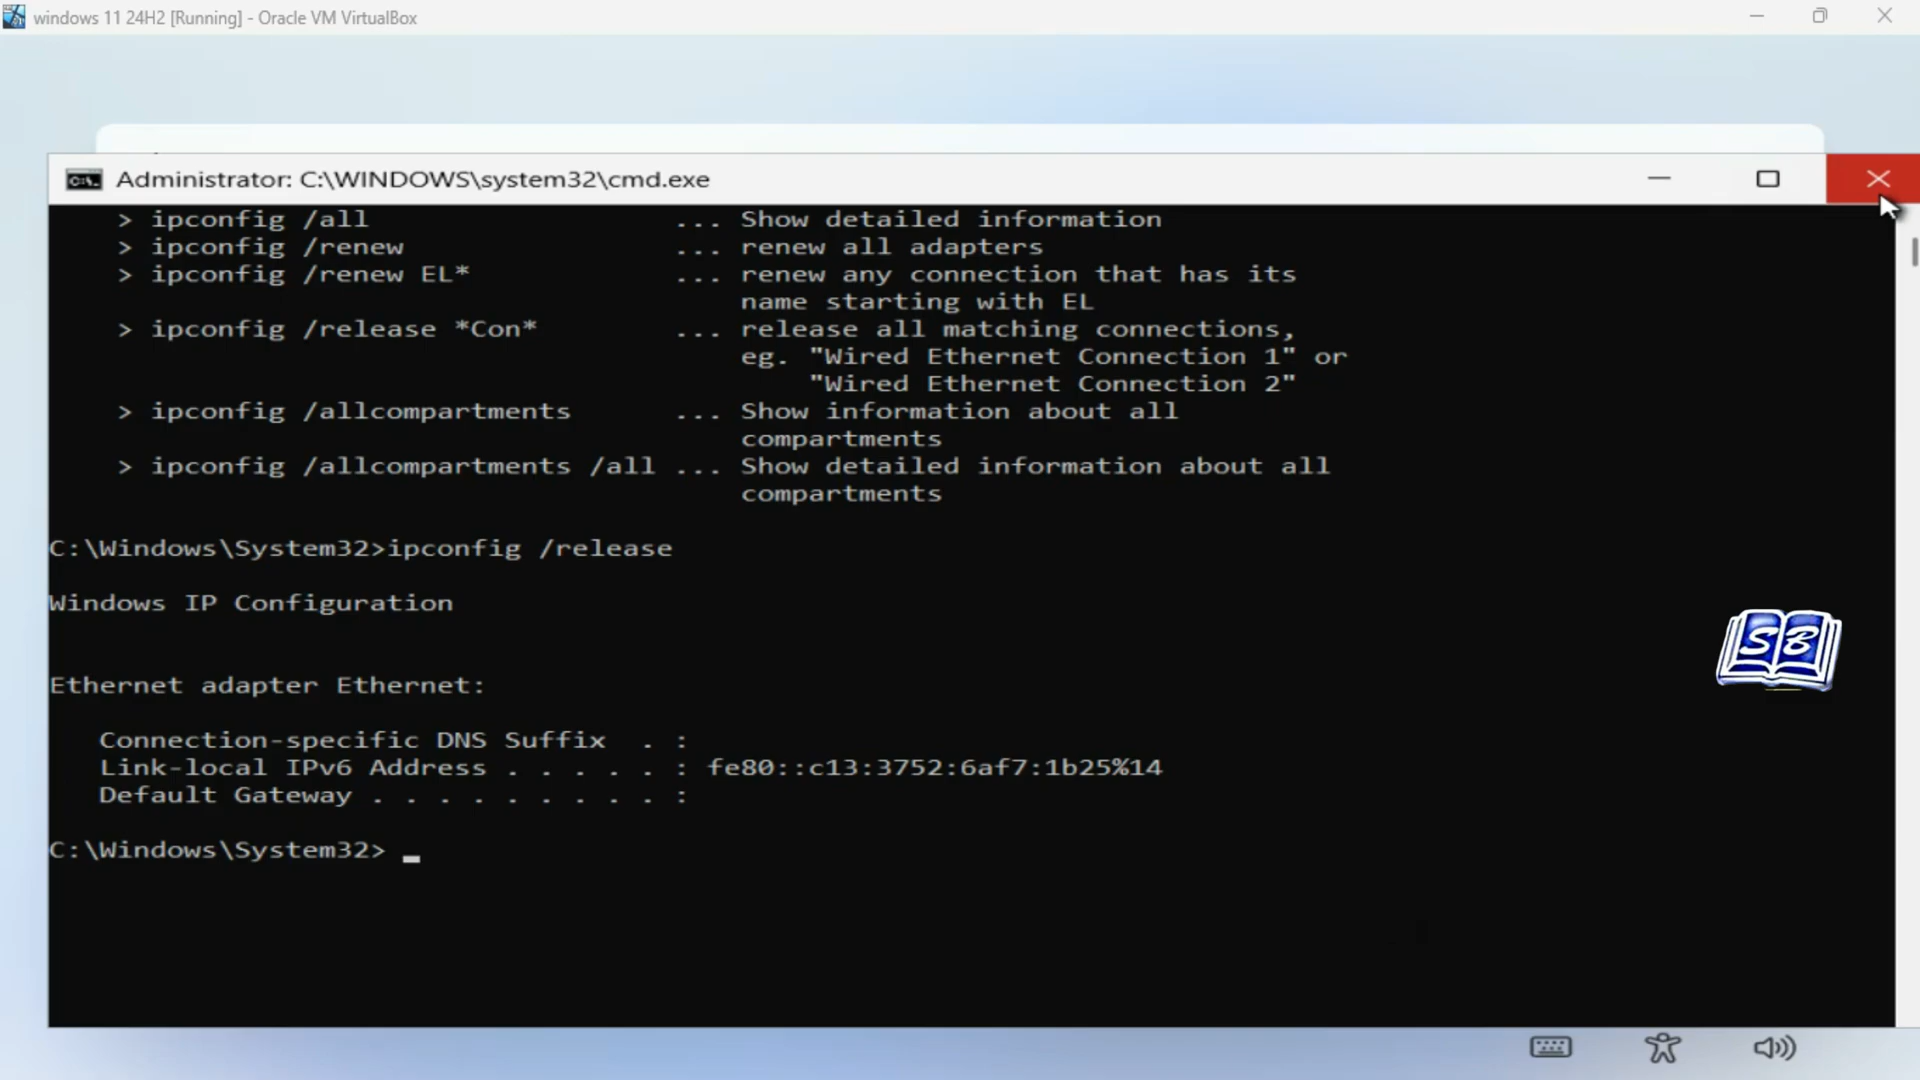 windows 11 24H2 [Running] - Oracle VM VirtualBox
Administrator: C:\WINDOWS\system32\cmd.exe
> ipconfig /all ... Show detailed information
> ipconfig /renew ... renew all adapters
> ipconfig /renew EL* ... renew any connection that has its
name starting with EL
> ipconfig /release *Con* ... release all matching connections,
eg. "Wired Ethernet Connection 1" or
"Wired Ethernet Connection 2"
> ipconfig /allcompartments ... Show information about all
compartments
> ipconfig /allcompartments /all ... Show detailed information about all
compartments
C:\Windows\System32>ipconfig /release
Windows IP Configuration
Ethernet adapter Ethernet:
Connection-specific DNS Suffix . :
Link-local IPv6 Address . . . . . : fe80::c13:3752:6af7:1b25%14
Default Gateway . . . . . . . . . :
C:\Windows\System32>
SB